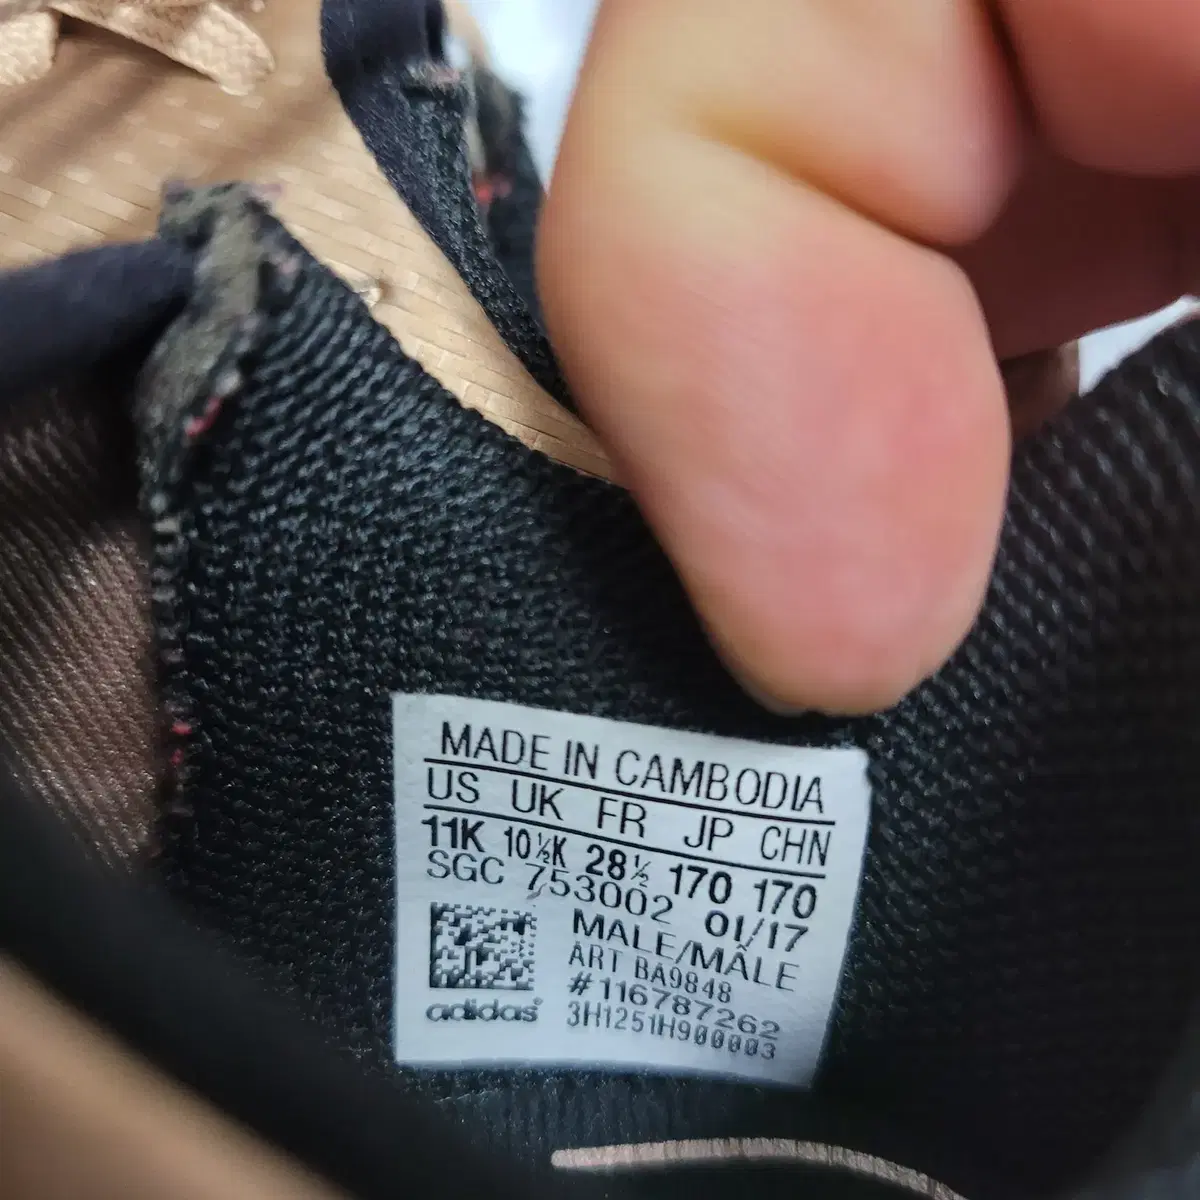 MADE IN CAMBODIA
US UK FR JP CHN
11K 10½K 28½ 170 170
SGC 753002 01/17
MALE/MÂLE
ART BA9848
#116787262
adidas® 3H1251H900003